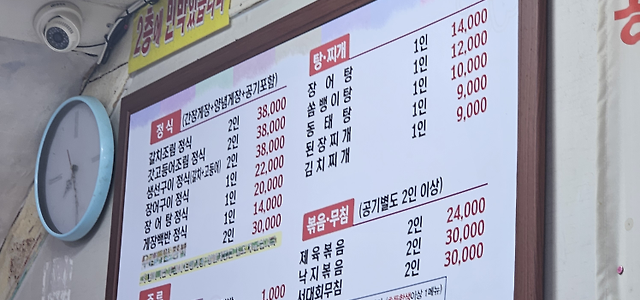 2층에 민박있습니다
정식 (간장게장+양념게장+공기포함)
갈치조림 정식 2인 38,000
갓고등어조림 정식 2인 38,000
생선구이 정식(갈치+고등어) 2인 38,000
장어구이 정식 1인 22,000
장어탕 정식 1인 20,000
게장백반 정식 1인 14,000
2인 30,000
1,000
탕·찌개
장어탕 1인 14,000
쏨뱅이탕 1인 12,000
동태탕 1인 10,000
된장찌개 1인 9,000
김치찌개 1인 9,000
볶음·무침 (공기별도 2인 이상)
제육볶음 2인 24,000
낙지볶음 2인 30,000
서대회무침 2인 30,000